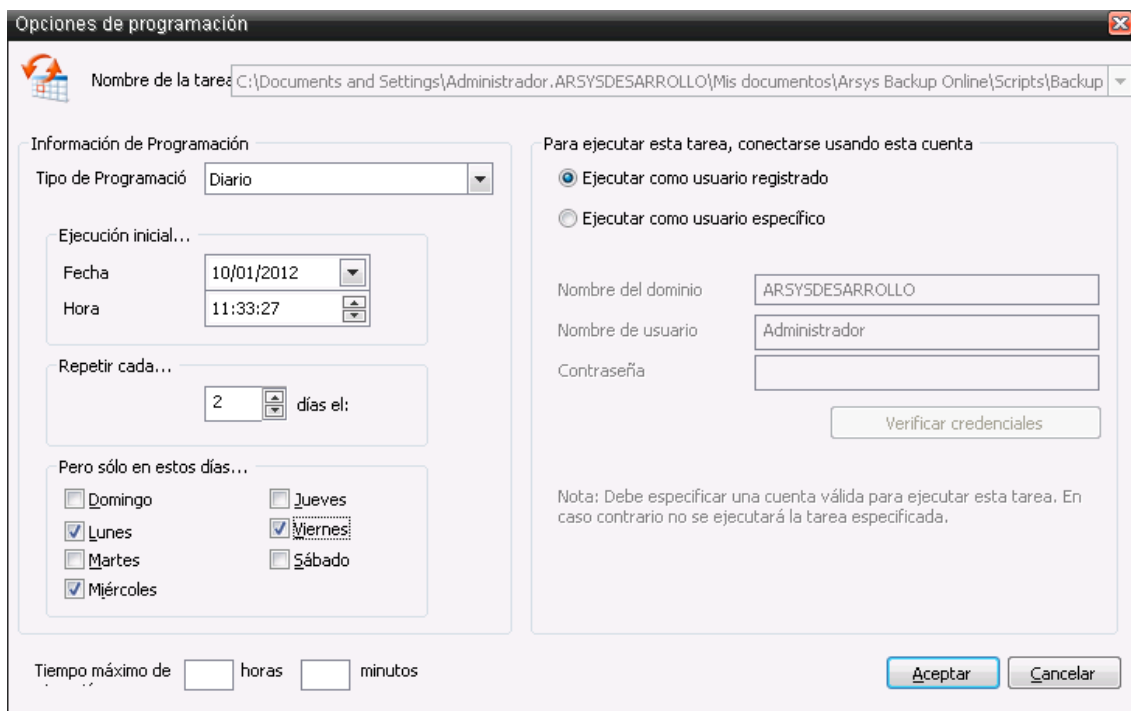 Opciones de programación
Nombre de la tarea C:\Documents and Settings\Administrador.ARSYSDESARROLLO\Mis documentos\Arsys Backup Online\Scripts\Backup
Información de Programación
Tipo de Programació Diario
Ejecución inicial...
Fecha 10/01/2012
Hora 11:33:27
Repetir cada...
2 días el:
Pero sólo en estos días...
Domingo Jueves
Lunes Viernes
Martes Sábado
Miércoles
Para ejecutar esta tarea, conectarse usando esta cuenta
Ejecutar como usuario registrado
Ejecutar como usuario específico
Nombre del dominio ARSYSDESARROLLO
Nombre de usuario Administrador
Contraseña
Verificar credenciales
Nota: Debe especificar una cuenta válida para ejecutar esta tarea. En
caso contrario no se ejecutará la tarea especificada.
Tiempo máximo de horas minutos
Aceptar Cancelar